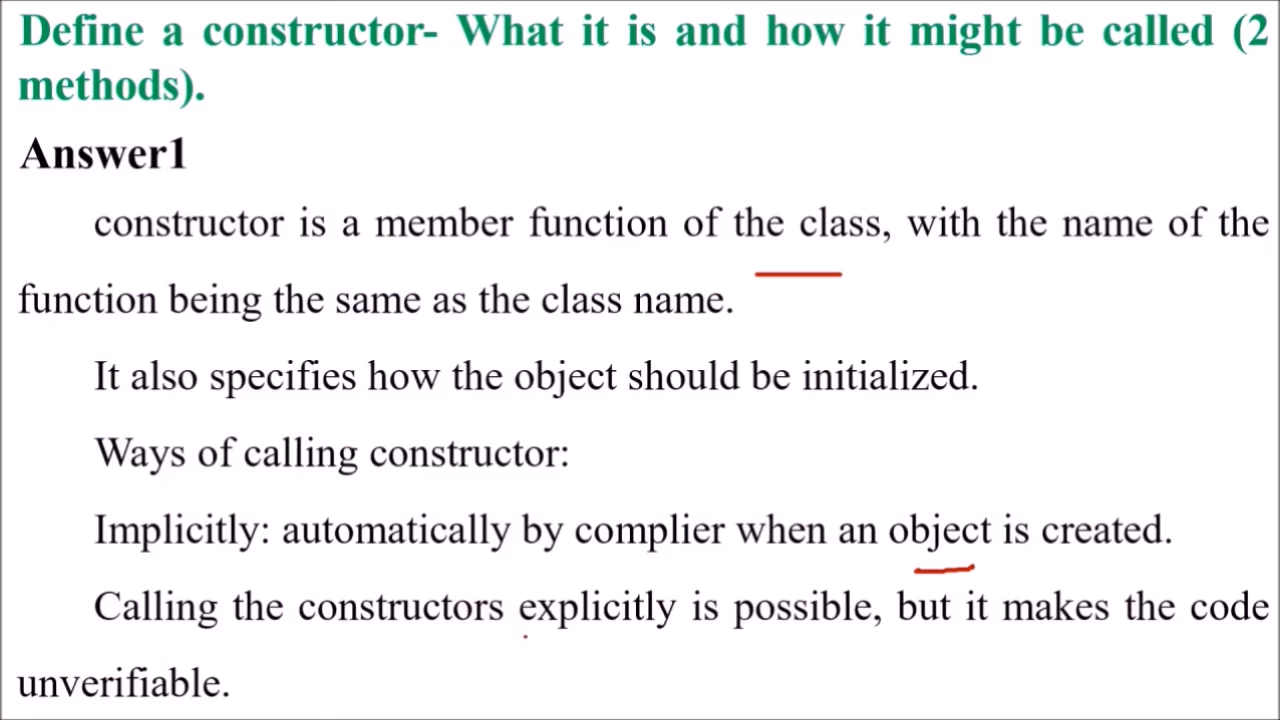 Define a constructor- What it is and how it might be called (2
methods).
Answer1
constructor is a member function of the class, with the name of the
function being the same as the class name.
It also specifies how the object should be initialized.
Ways of calling constructor:
Implicitly: automatically by complier when an object is created.
Calling the constructors explicitly is possible, but it makes the code
unverifiable.